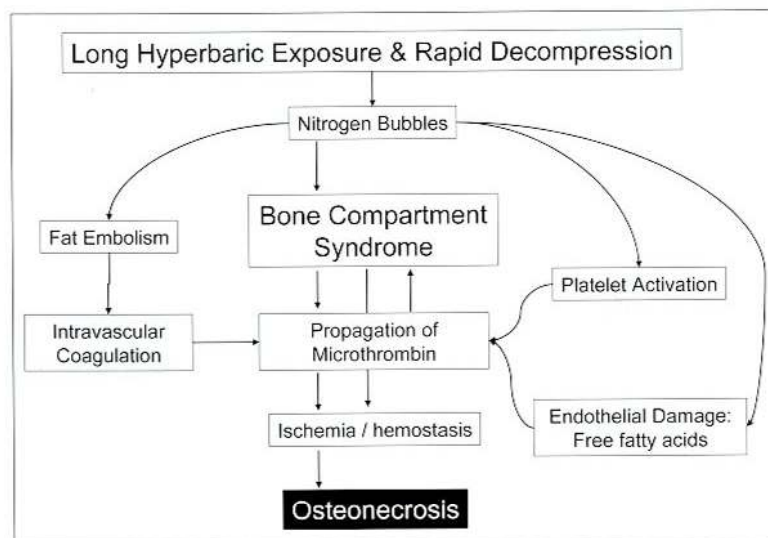 Long Hyperbaric Exposure & Rapid Decompression
Nitrogen Bubbles
Bone Compartment
Syndrome
Fat Embolism
Platelet Activation
Intravascular
Coagulation
Propagation of
Microthrombin
Endothelial Damage:
Free fatty acids
Ischemia / hemostasis
Osteonecrosis